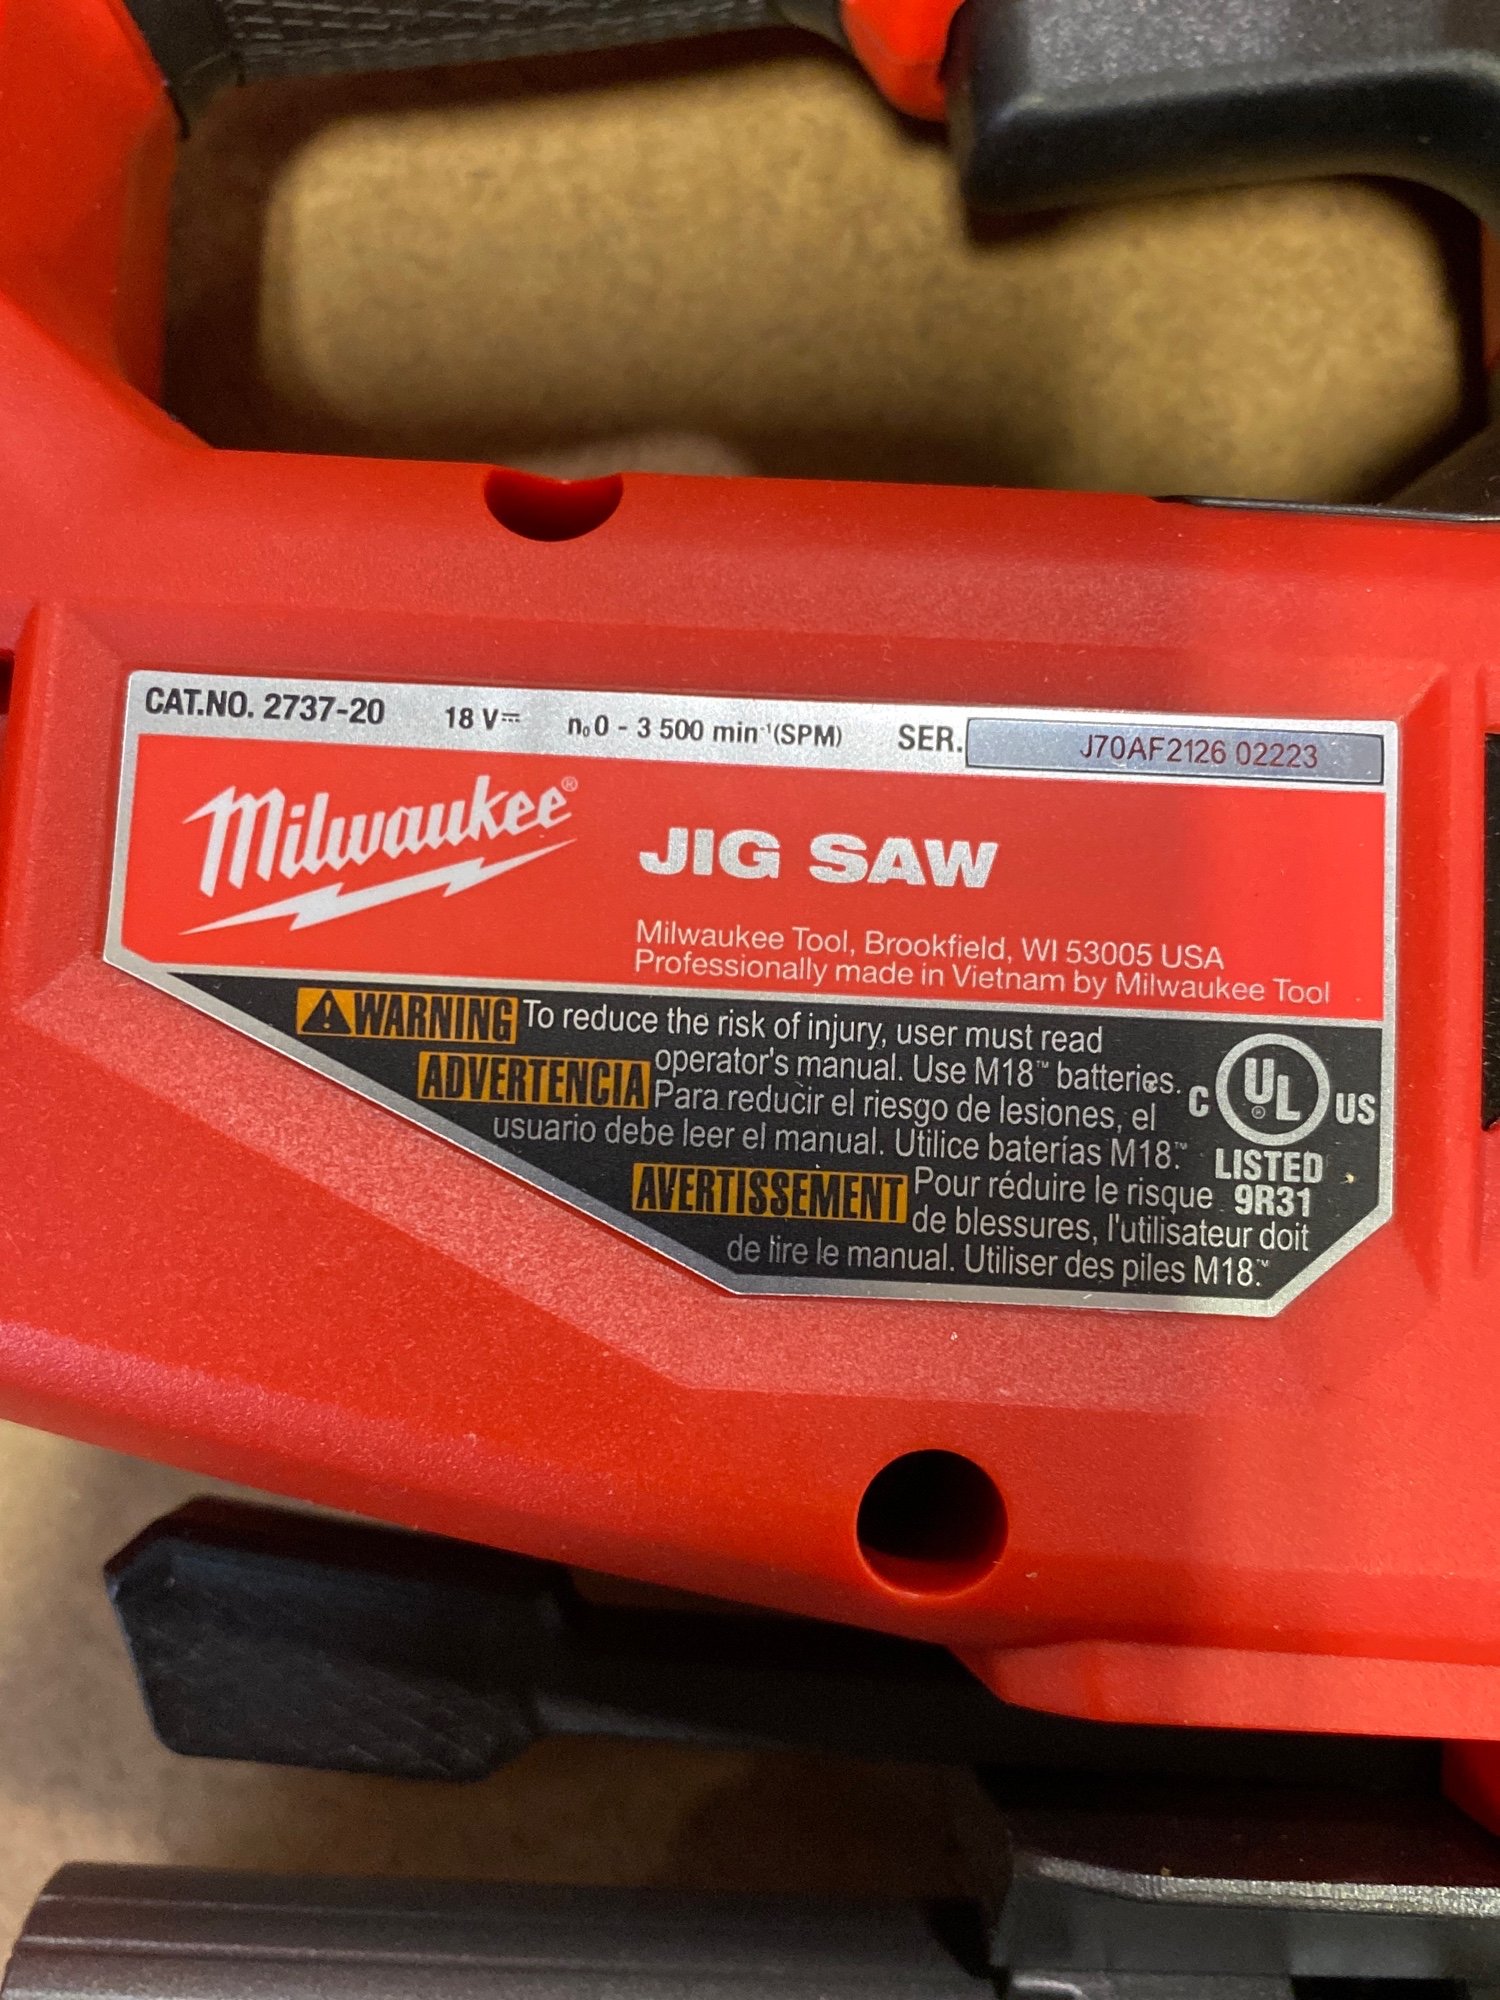 CAT.NO. 2737-20 18 V⎓ n₀ 0 - 3 500 min⁻¹(SPM) SER. J70AF2126 02223
Milwaukee®
JIG SAW
Milwaukee Tool, Brookfield, WI 53005 USA
Professionally made in Vietnam by Milwaukee Tool
⚠WARNING To reduce the risk of injury, user must read
operator's manual. Use M18™ batteries.
ADVERTENCIA Para reducir el riesgo de lesiones, el
usuario debe leer el manual. Utilice baterías M18™.
AVERTISSEMENT Pour réduire le risque
de blessures, l'utilisateur doit
de lire le manual. Utiliser des piles M18™.
C UL® US
LISTED
9R31